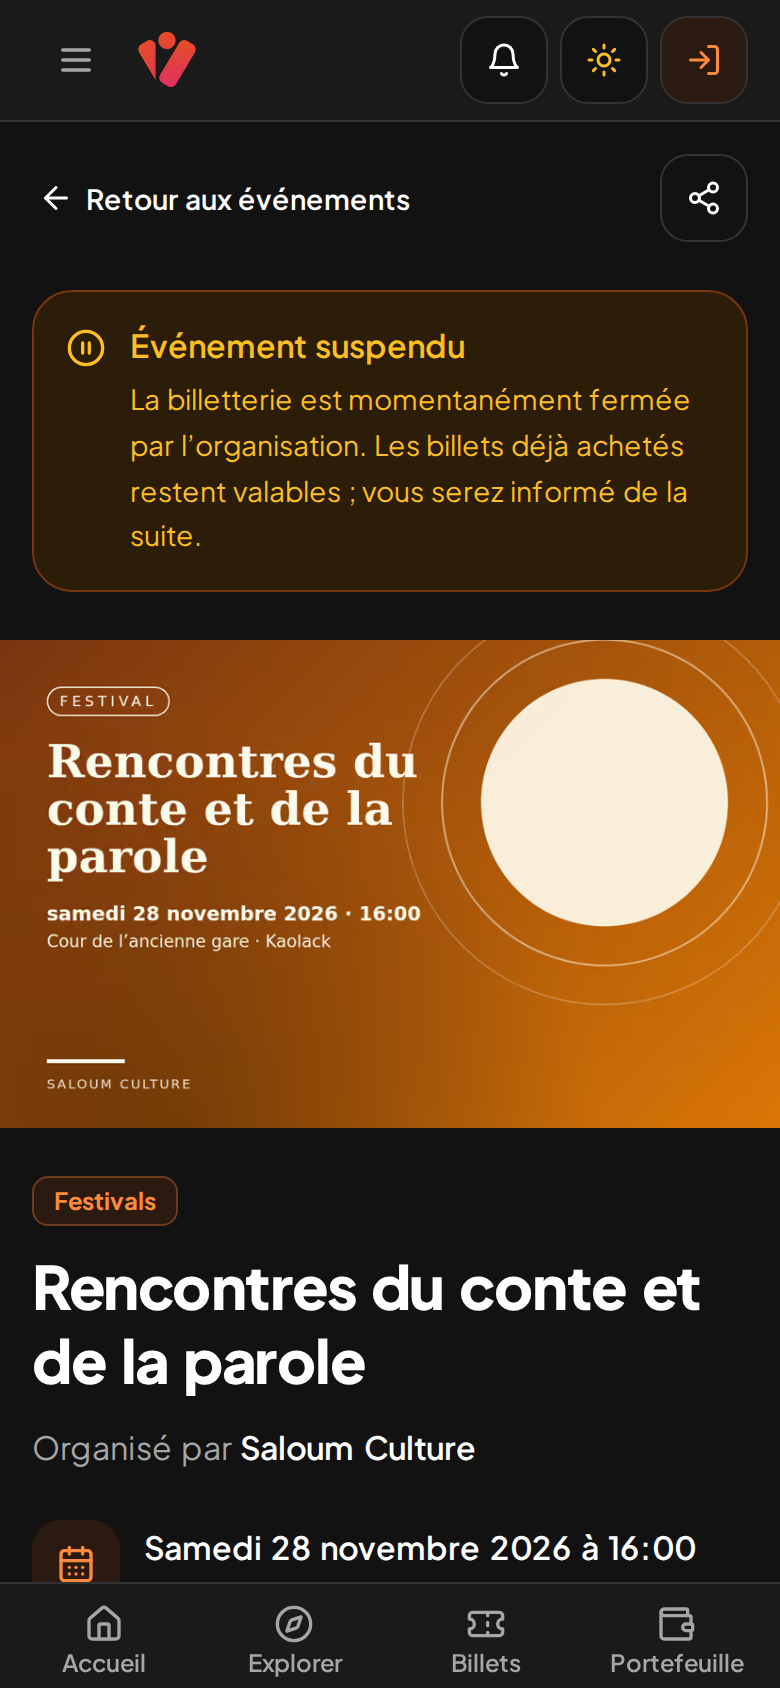 Retour aux événements
Événement suspendu
La billetterie est momentanément fermée
par l’organisation. Les billets déjà achetés
restent valables ; vous serez informé de la
suite.
FESTIVAL
Rencontres du
conte et de la
parole
samedi 28 novembre 2026 · 16:00
Cour de l’ancienne gare · Kaolack
SALOUM CULTURE
Festivals
Rencontres du conte et
de la parole
Organisé par Saloum Culture
Samedi 28 novembre 2026 à 16:00
Accueil
Explorer
Billets
Portefeuille